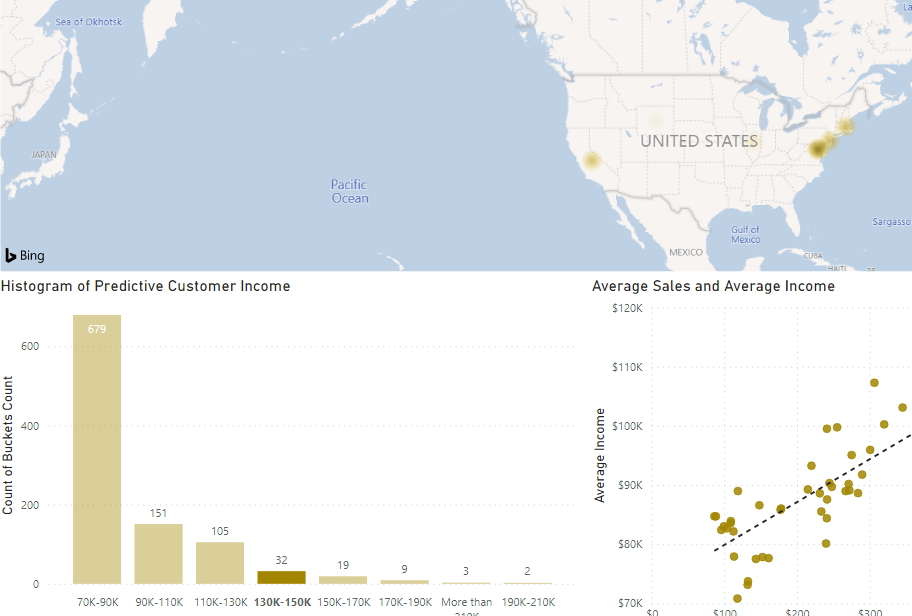 Sea of Okhotsk
La
JAPAN
UNITED STATES
Pacific
Ocean
Sargasso
Gulf of
Mexico
MEXICO
CUBA
HAITI
Bing
Histogram of Predictive Customer Income
Average Sales and Average Income
Count of Buckets Count
600
400
200
0
679
151
105
32
19
9
3
2
70K-90K
90K-110K
110K-130K
130K-150K
150K-170K
170K-190K
More than
210K
190K-210K
Average Income
$120K
$110K
$100K
$90K
$80K
$70K
$0
$100
$200
$300